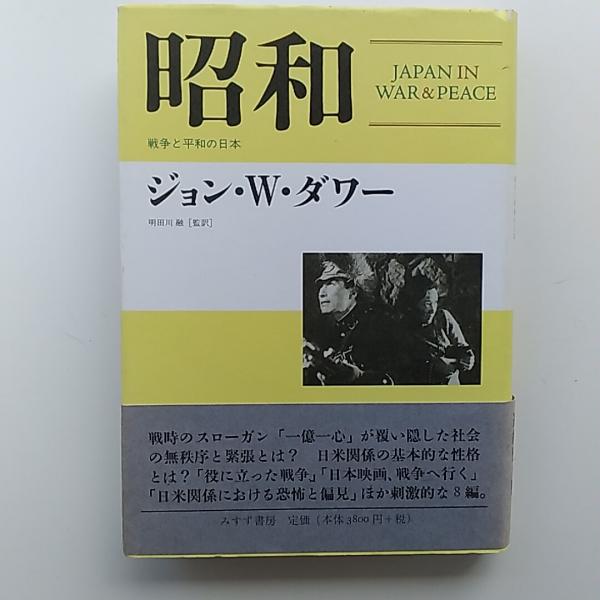 昭和
JAPAN IN
WAR & PEACE
戦争と平和の日本
ジョン・W・ダワー
明田川 融［監訳］
戦時のスローガン「一億一心」が覆い隠した社会
の無秩序と緊張とは？　日米関係の基本的な性格
とは？「役に立った戦争」「日本映画、戦争へ行く」
「日米関係における恐怖と偏見」ほか刺激的な８編。
みすず書房　定価（本体3800円＋税）